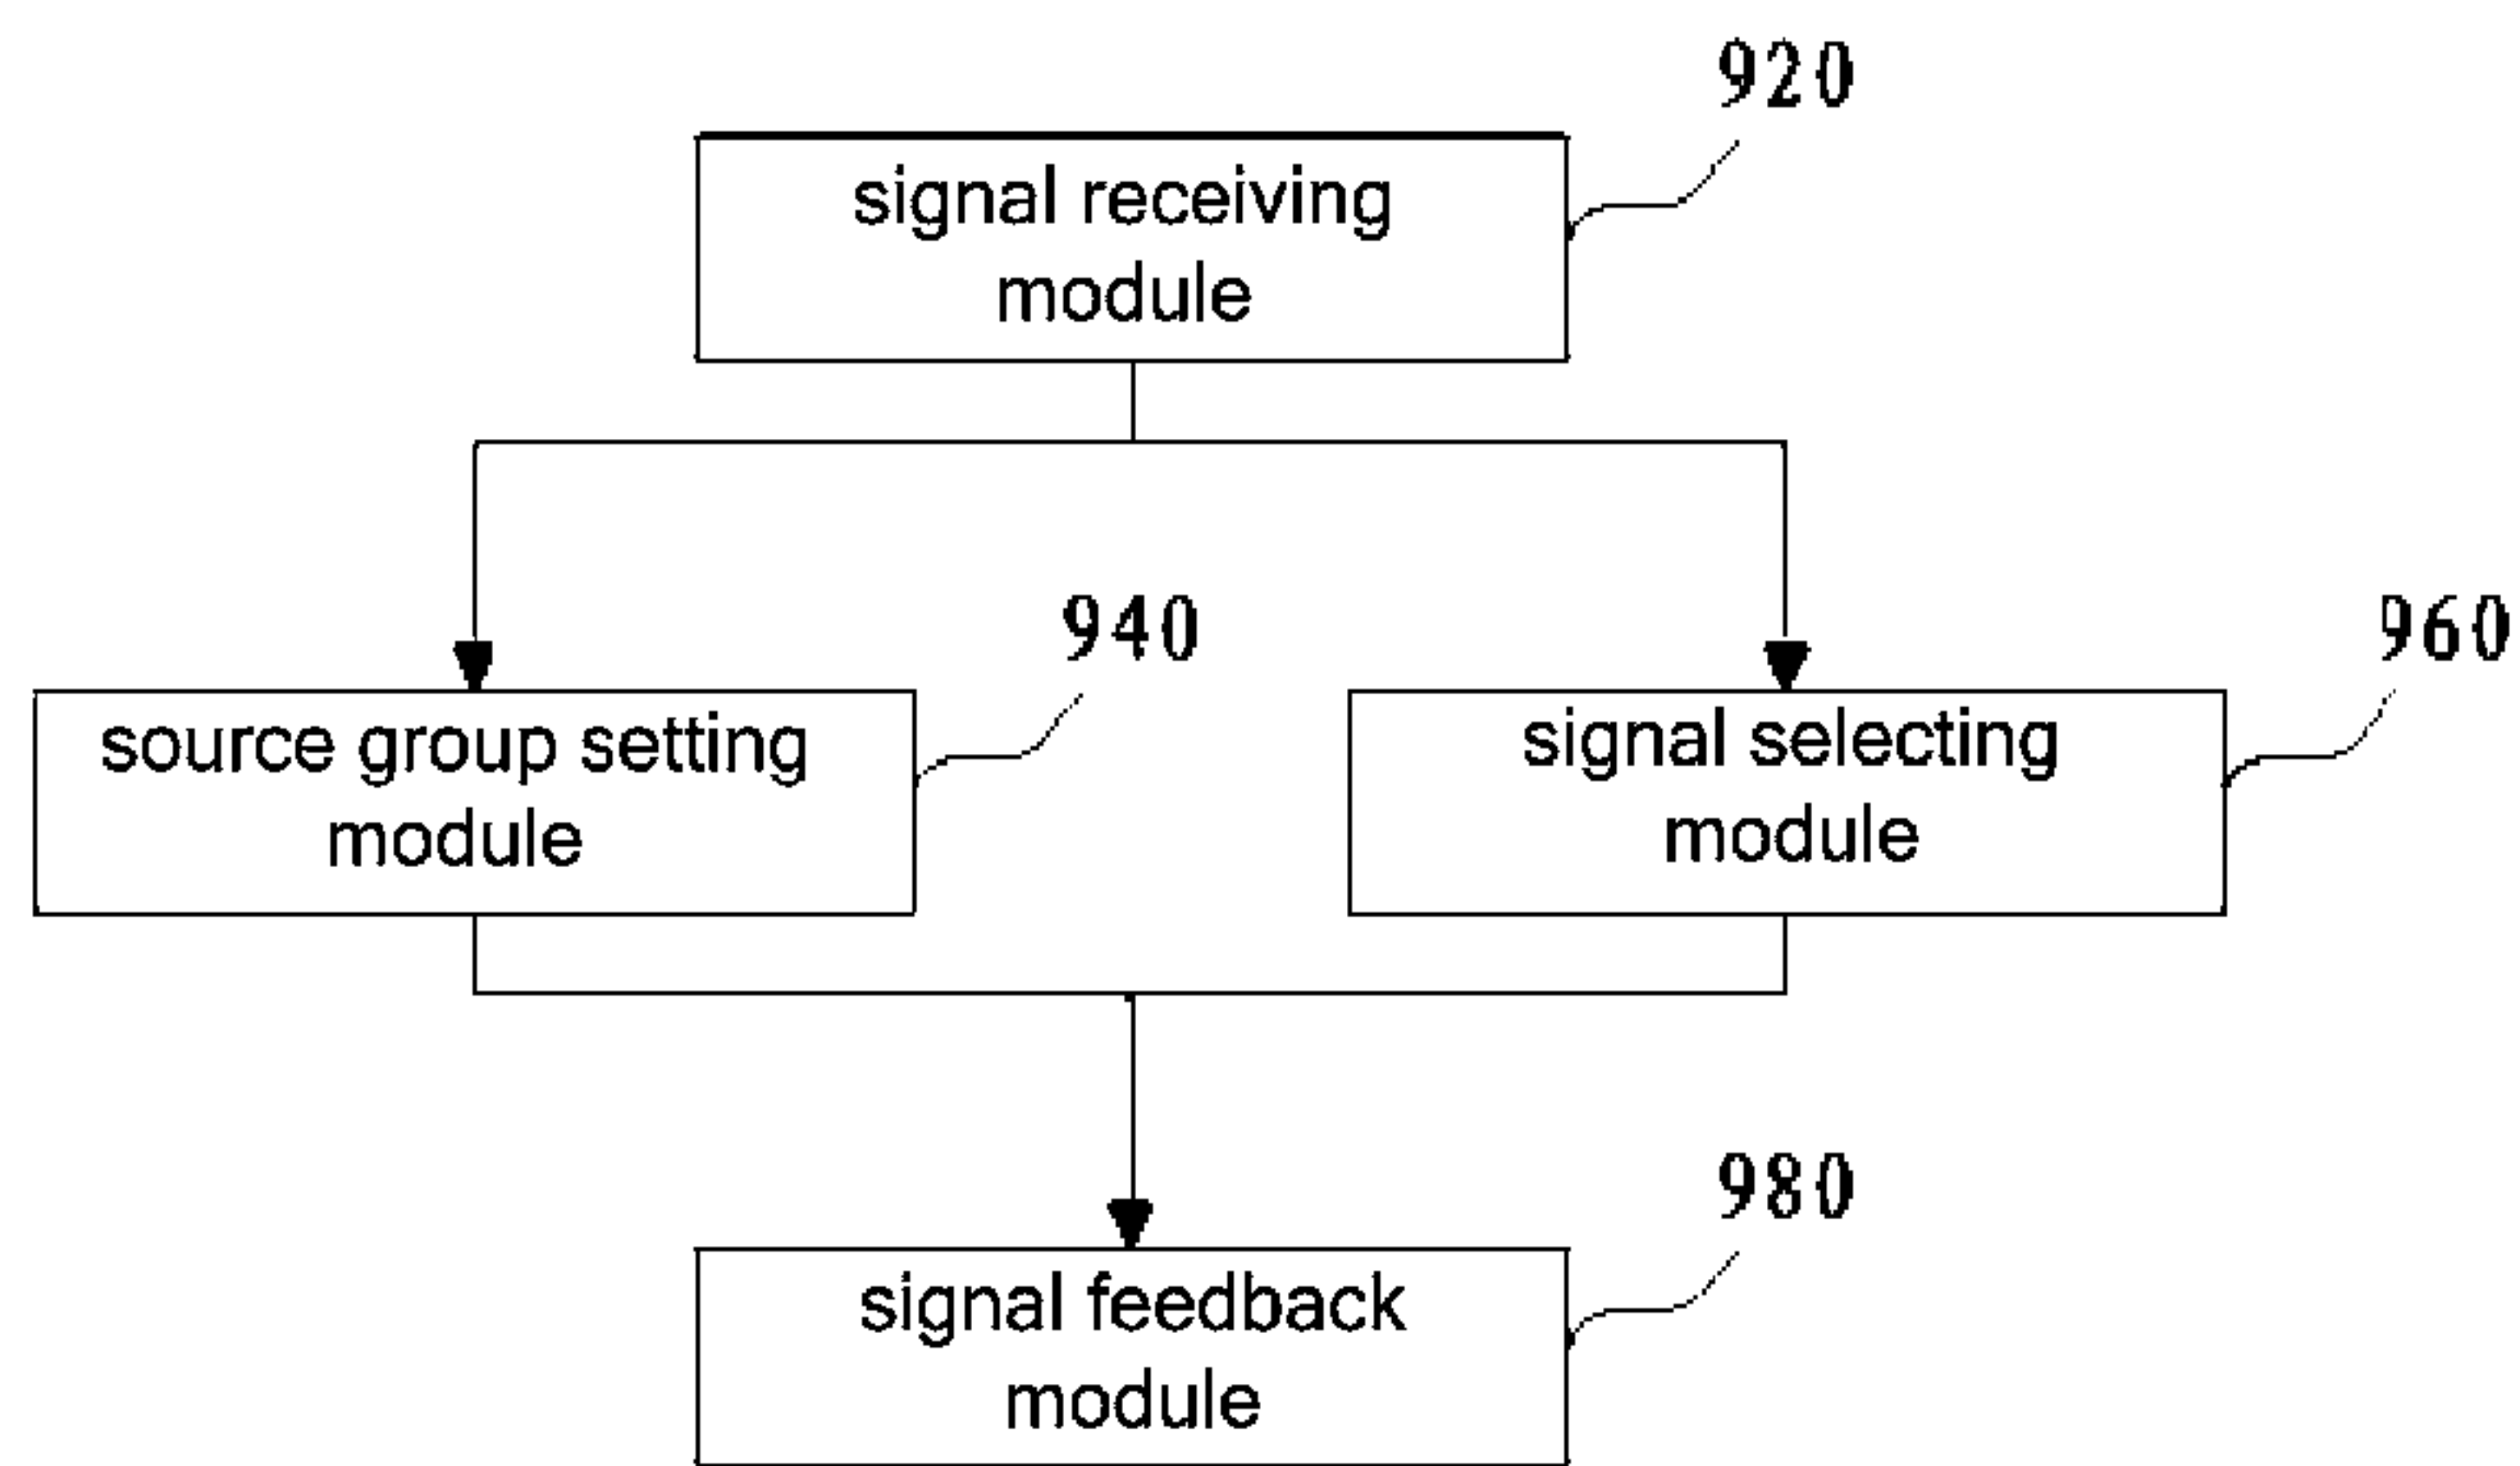 920
signal receiving
module
940
960
source group setting
module
signal selecting
module
980
signal feedback
module